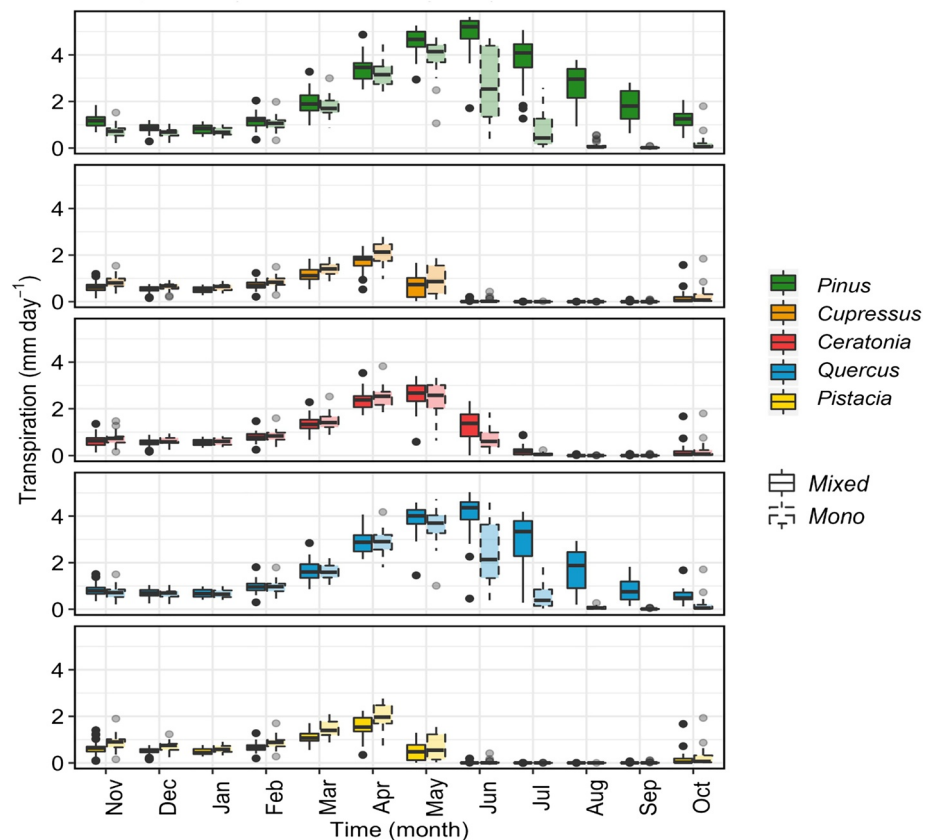 4
2
0
4
2
0
4
2
0
4
2
0
4
2
0
Transpiration (mm day⁻¹)
Nov
Dec
Jan
Feb
Mar
Apr
May
Jun
Jul
Aug
Sep
Oct
Time (month)
Pinus
Cupressus
Ceratonia
Quercus
Pistacia
Mixed
Mono